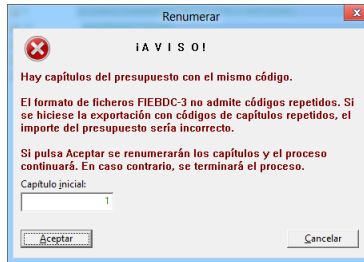 Renumerar
x
¡ A V I S O !
Hay capítulos del presupuesto con el mismo código.
El formato de ficheros FIEBDC-3 no admite códigos repetidos. Si
se hiciese la exportación con códigos de capítulos repetidos, el
importe del presupuesto sería incorrecto.
Si pulsa Aceptar se renumerarán los capítulos y el proceso
continuará. En caso contrario, se terminará el proceso.
Capítulo inicial:
1
Aceptar
Cancelar